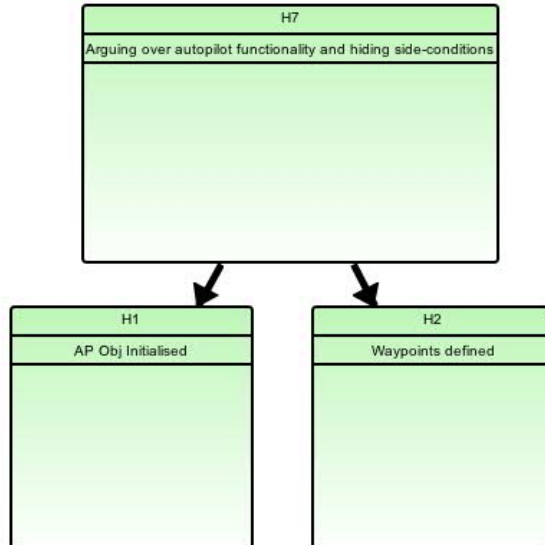 H7
Arguing over autopilot functionality and hiding side-conditions
H1
AP Obj Initialised
H2
Waypoints defined